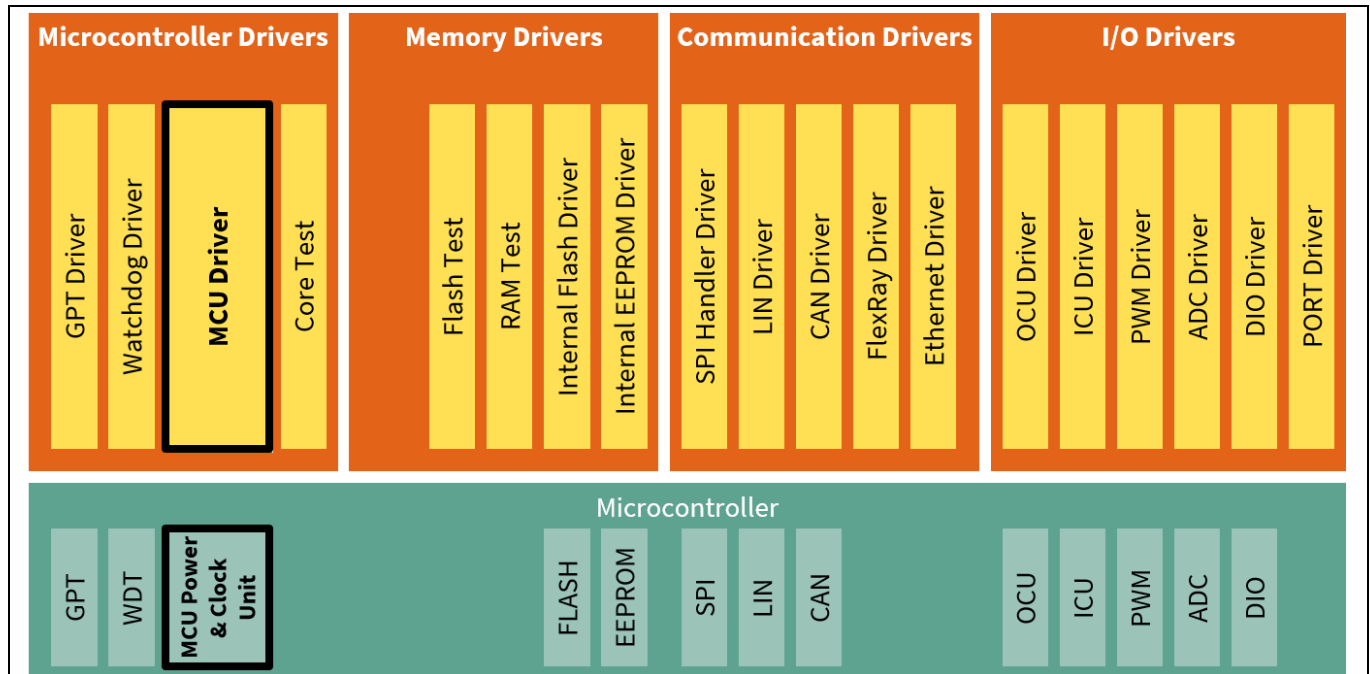 Microcontroller Drivers
Memory Drivers
Communication Drivers
I/O Drivers
GPT Driver
Watchdog Driver
MCU Driver
Core Test
Flash Test
RAM Test
Internal Flash Driver
Internal EEPROM Driver
SPI Handler Driver
LIN Driver
CAN Driver
FlexRay Driver
Ethernet Driver
OCU Driver
ICU Driver
PWM Driver
ADC Driver
DIO Driver
PORT Driver
Microcontroller
GPT
WDT
MCU Power
& Clock
Unit
FLASH
EEPROM
SPI
LIN
CAN
OCU
ICU
PWM
ADC
DIO